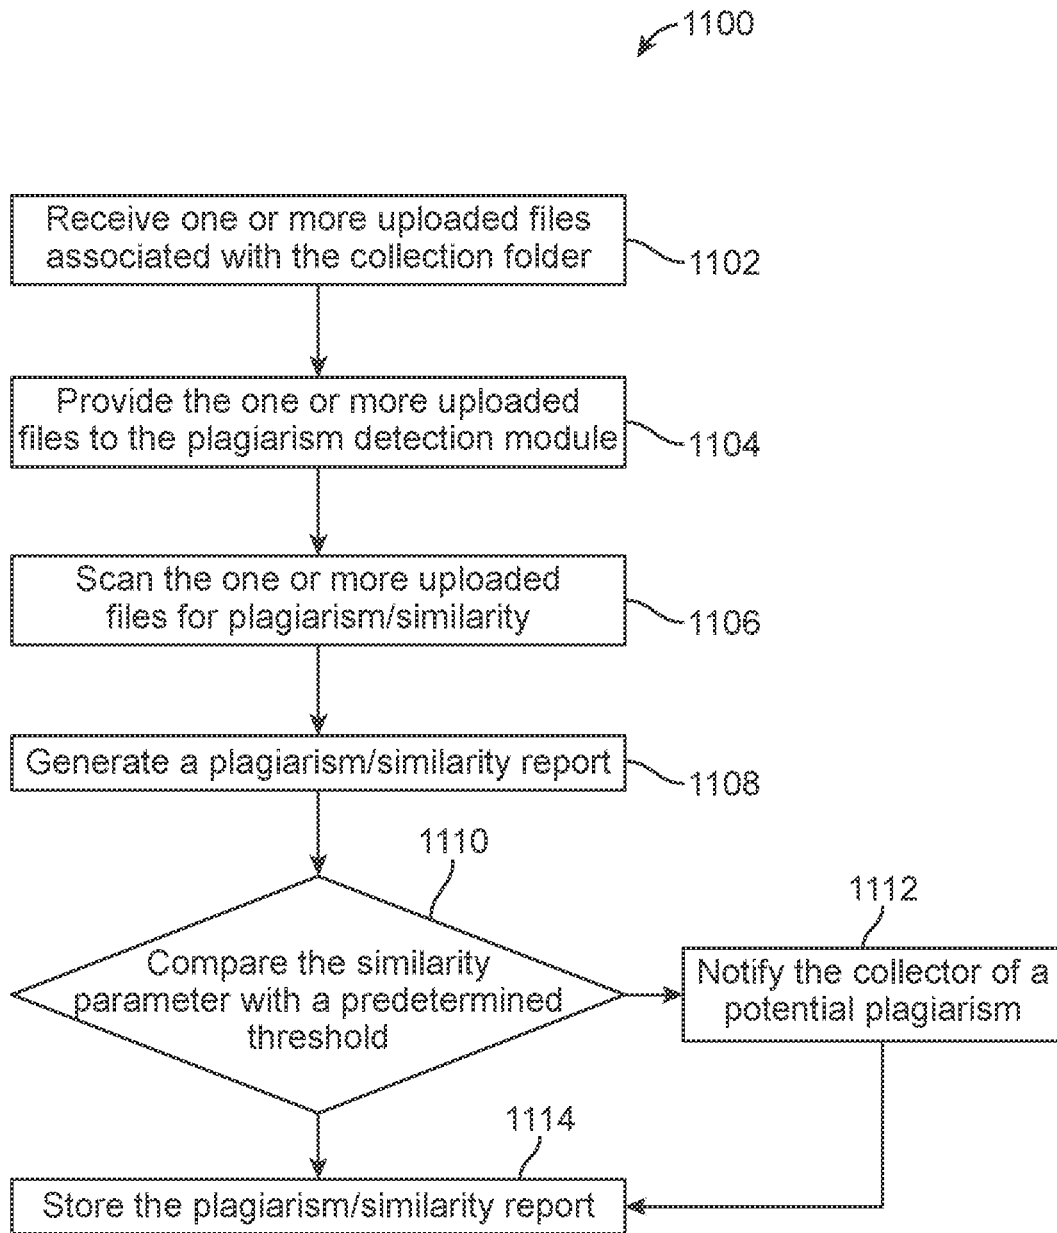 1100
Receive one or more uploaded files
associated with the collection folder
1102
Provide the one or more uploaded
files to the plagiarism detection module
1104
Scan the one or more uploaded
files for plagiarism/similarity
1106
Generate a plagiarism/similarity report
1108
1110
Compare the similarity
parameter with a predetermined
threshold
1112
Notify the collector of a
potential plagiarism
1114
Store the plagiarism/similarity report